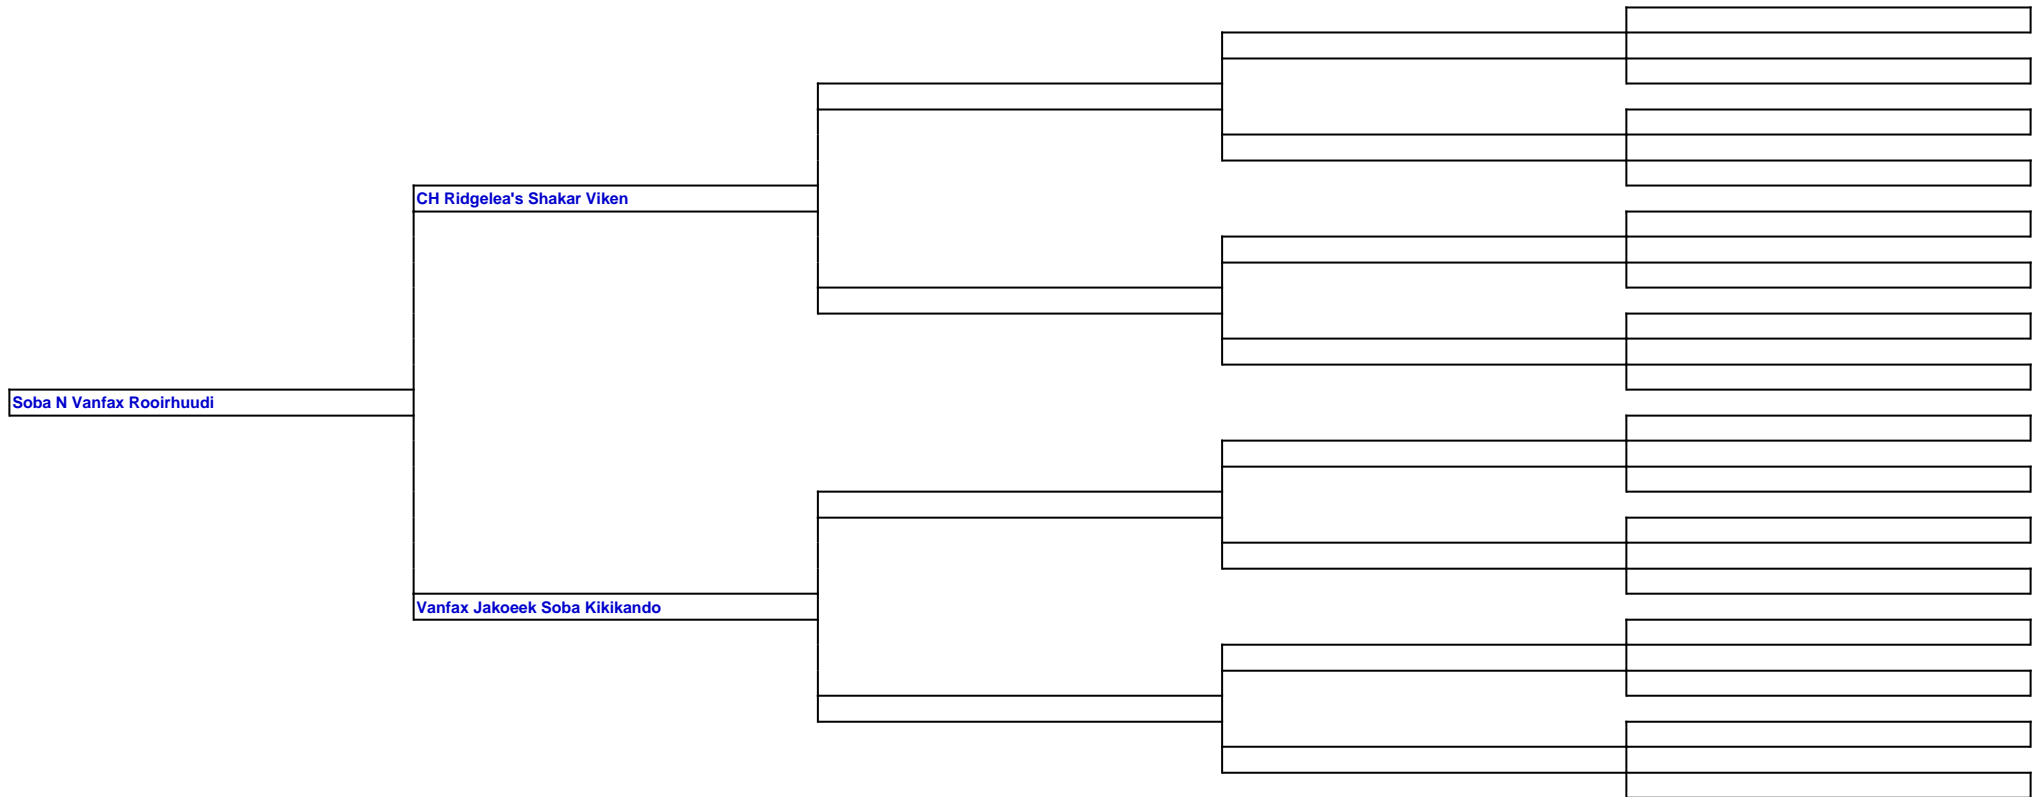 CH Ridgelea's Shakar Viken
Soba N Vanfax Rooirhuudi
Vanfax Jakoeek Soba Kikikando